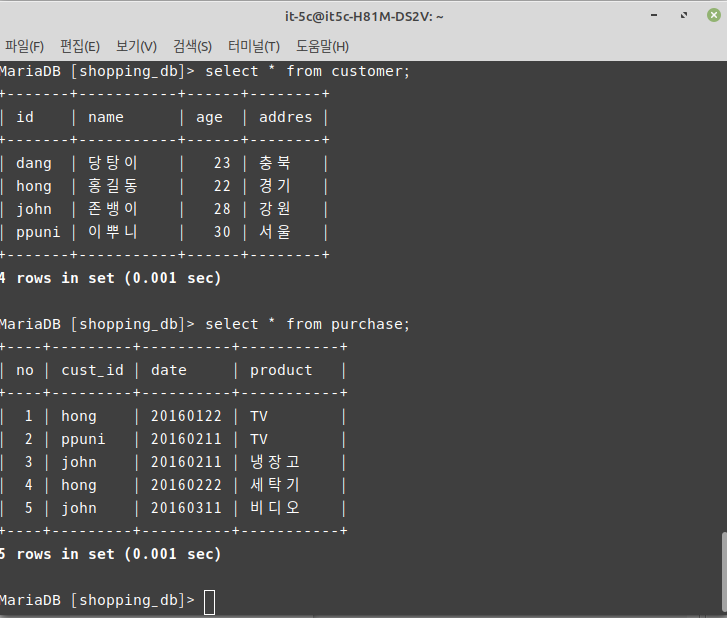 it-5c@it5c-H81M-DS2V: ~
파일(F) 편집(E) 보기(V) 검색(S) 터미널(T) 도움말(H)
MariaDB [shopping_db]> select * from customer;
+-------+-----------+------+--------+
| id    | name      | age  | addres |
+-------+-----------+------+--------+
| dang  | 당탕이    |   23 | 충북   |
| hong  | 홍길동    |   22 | 경기   |
| john  | 존뱅이    |   28 | 강원   |
| ppuni | 이뿌니    |   30 | 서울   |
+-------+-----------+------+--------+
4 rows in set (0.001 sec)
MariaDB [shopping_db]> select * from purchase;
+----+---------+----------+-----------+
| no | cust_id | date     | product   |
+----+---------+----------+-----------+
|  1 | hong    | 20160122 | TV        |
|  2 | ppuni   | 20160211 | TV        |
|  3 | john    | 20160211 | 냉장고    |
|  4 | hong    | 20160222 | 세탁기    |
|  5 | john    | 20160311 | 비디오    |
+----+---------+----------+-----------+
5 rows in set (0.001 sec)
MariaDB [shopping_db]>